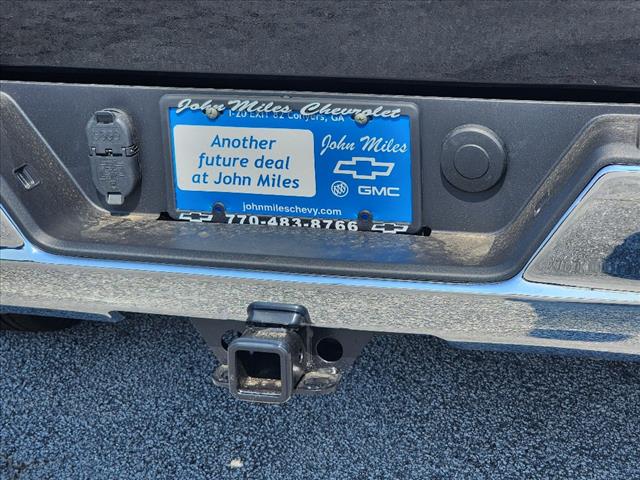 John Miles Chevrolet
I-20 EXIT 82 Conyers, GA
Another
future deal
at John Miles
John Miles
GMC
johnmileschevy.com
770-483-8766